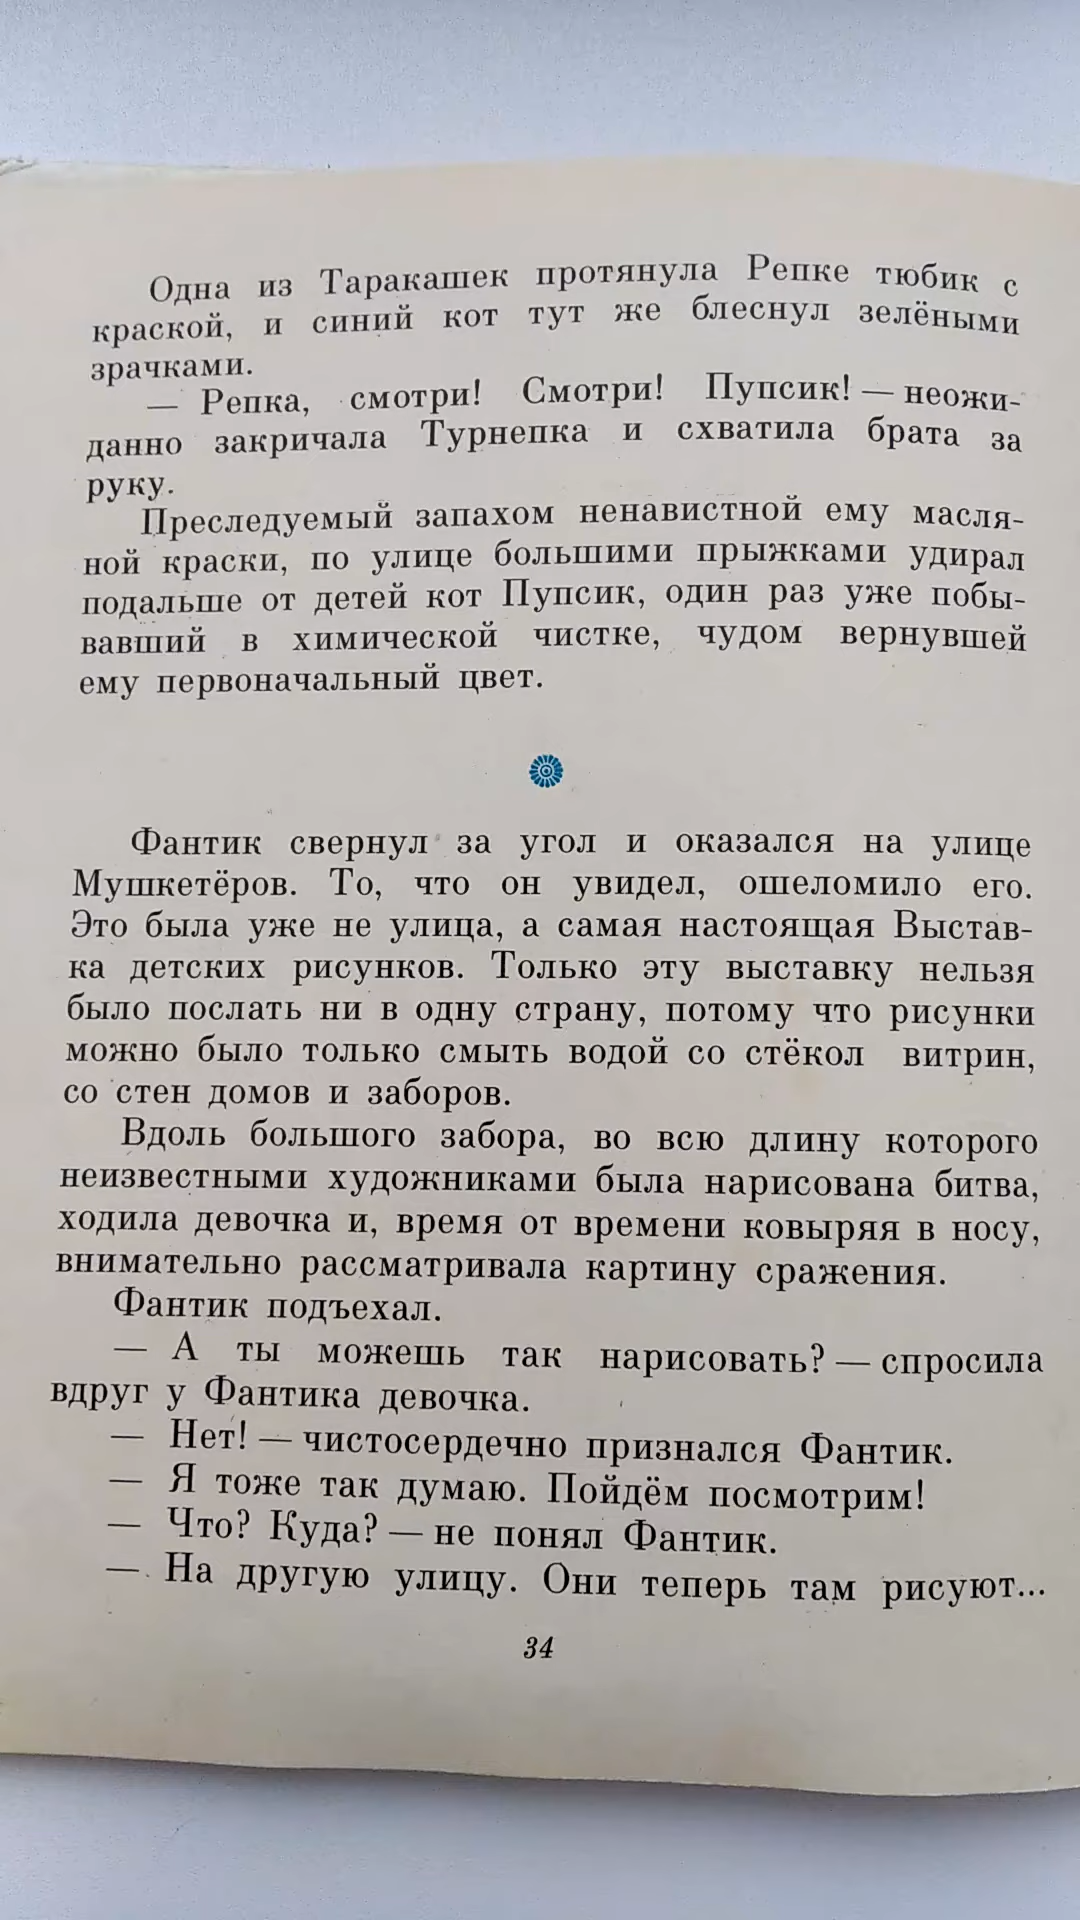 Одна из Таракашек протянула Репке тюбик с
краской, и синий кот тут же блеснул зелёными
зрачками.
— Репка, смотри! Смотри! Пупсик! — неожи-
данно закричала Турнепка и схватила брата за
руку.
Преследуемый запахом ненавистной ему масля-
ной краски, по улице большими прыжками удирал
подальше от детей кот Пупсик, один раз уже побы-
вавший в химической чистке, чудом вернувшей
ему первоначальный цвет.
Фантик свернул за угол и оказался на улице
Мушкетёров. То, что он увидел, ошеломило его.
Это была уже не улица, а самая настоящая Выстав-
ка детских рисунков. Только эту выставку нельзя
было послать ни в одну страну, потому что рисунки
можно было только смыть водой со стёкол витрин,
со стен домов и заборов.
Вдоль большого забора, во всю длину которого
неизвестными художниками была нарисована битва,
ходила девочка и, время от времени ковыряя в носу,
внимательно рассматривала картину сражения.
Фантик подъехал.
— А ты можешь так нарисовать? — спросила
вдруг у Фантика девочка.
— Нет! — чистосердечно признался Фантик.
— Я тоже так думаю. Пойдём посмотрим!
— Что? Куда? — не понял Фантик.
— На другую улицу. Они теперь там рисуют...
34